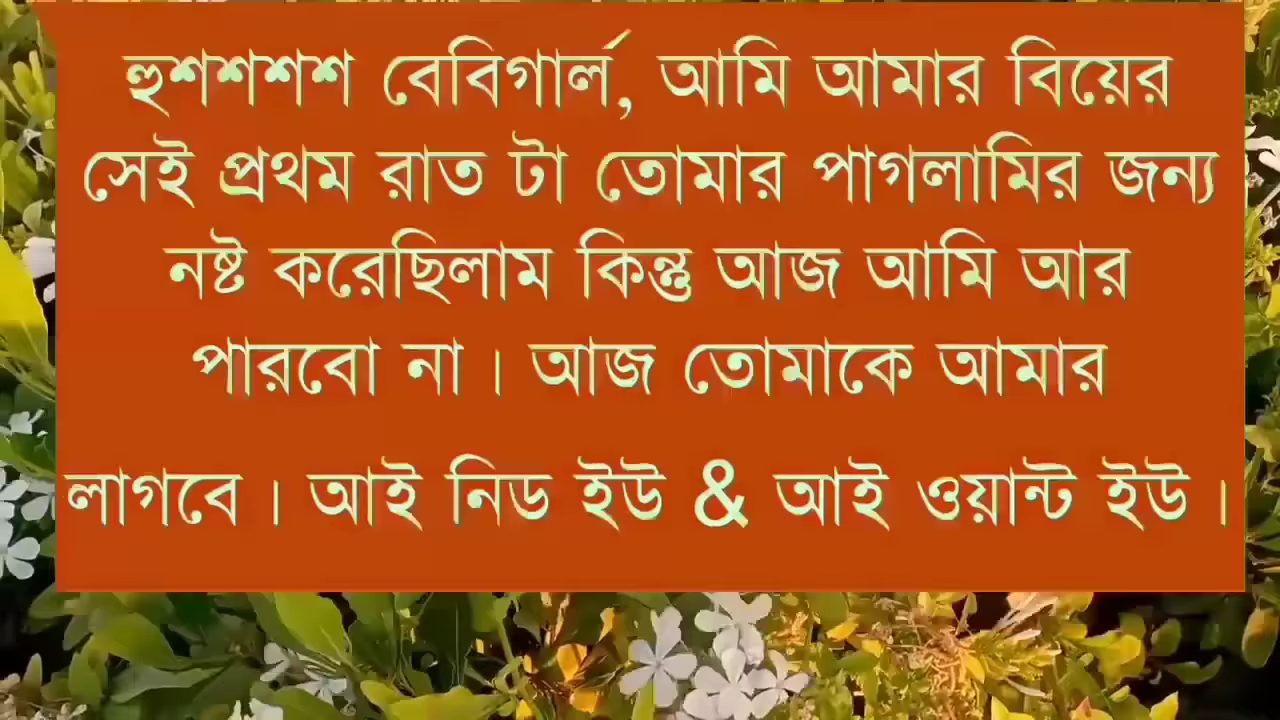 হুশশশশ বেবিগার্ল, আমি আমার বিয়ের
সেই প্রথম রাত টা তোমার পাগলামির জন্য
নষ্ট করেছিলাম কিন্তু আজ আমি আর
পারবো না । আজ তোমাকে আমার
লাগবে । আই নিড ইউ & আই ওয়ান্ট ইউ ।